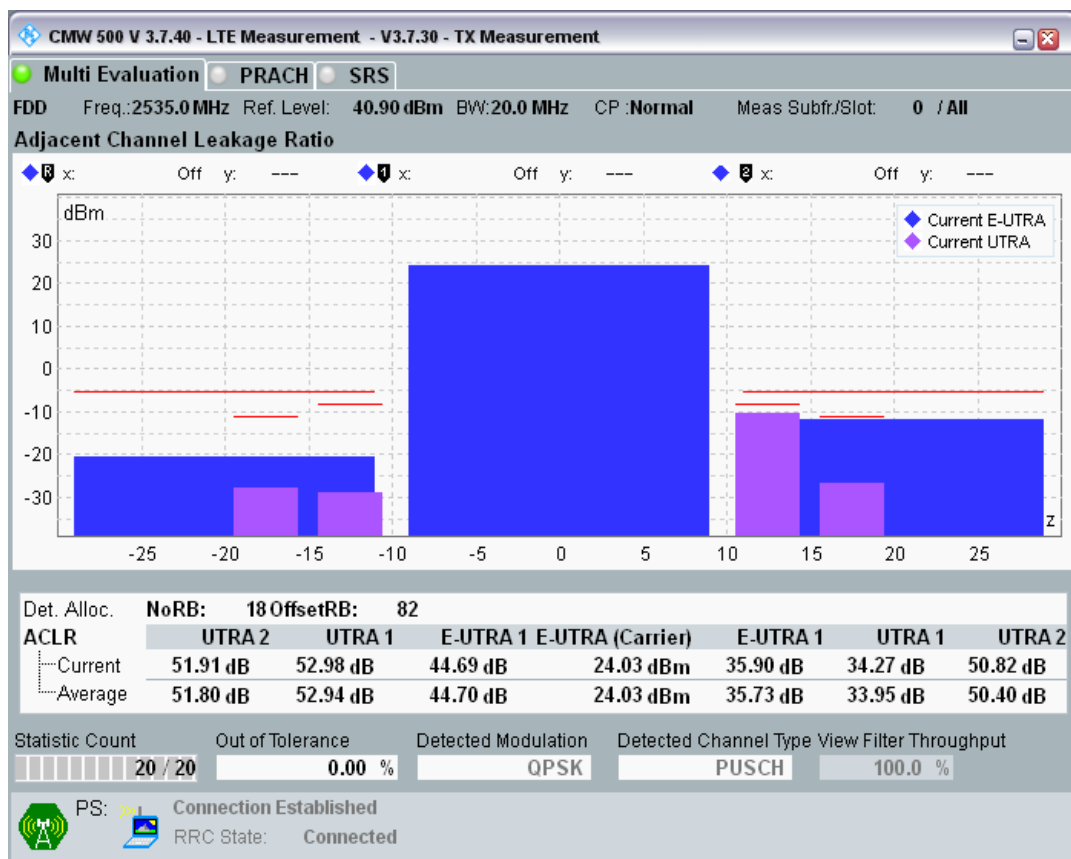 CMW 500 V 3.7.40 - LTE Measurement - V3.7.30 - TX Measurement
Multi Evaluation PRACH SRS
FDD Freq.:2535.0 MHz Ref. Level: 40.90 dBm BW:20.0 MHz CP :Normal Meas Subfr./Slot: 0 / All
Adjacent Channel Leakage Ratio
R x: Off y: --- 1 x: Off y: --- 2 x: Off y: ---
dBm
Current E-UTRA
Current UTRA
30
20
10
0
-10
-20
-30
z
-25 -20 -15 -10 -5 0 5 10 15 20 25
Det. Alloc. NoRB: 18 OffsetRB: 82
ACLR UTRA 2 UTRA 1 E-UTRA 1 E-UTRA (Carrier) E-UTRA 1 UTRA 1 UTRA 2
Current 51.91 dB 52.98 dB 44.69 dB 24.03 dBm 35.90 dB 34.27 dB 50.82 dB
Average 51.80 dB 52.94 dB 44.70 dB 24.03 dBm 35.73 dB 33.95 dB 50.40 dB
Statistic Count Out of Tolerance Detected Modulation Detected Channel Type View Filter Throughput
20 / 20 0.00 % QPSK PUSCH 100.0 %
PS: Connection Established
RRC State: Connected